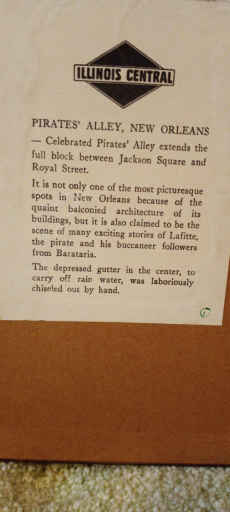 ILLINOIS CENTRAL
PIRATES' ALLEY, NEW ORLEANS
— Celebrated Pirates' Alley extends the
full block between Jackson Square and
Royal Street.
It is not only one of the most picturesque
spots in New Orleans because of the
quaint balconied architecture of its
buildings, but it is also claimed to be the
scene of many exciting stories of Lafitte,
the pirate and his buccaneer followers
from Barataria.
The depressed gutter in the center, to
carry off rain water, was laboriously
chiseled out by hand.